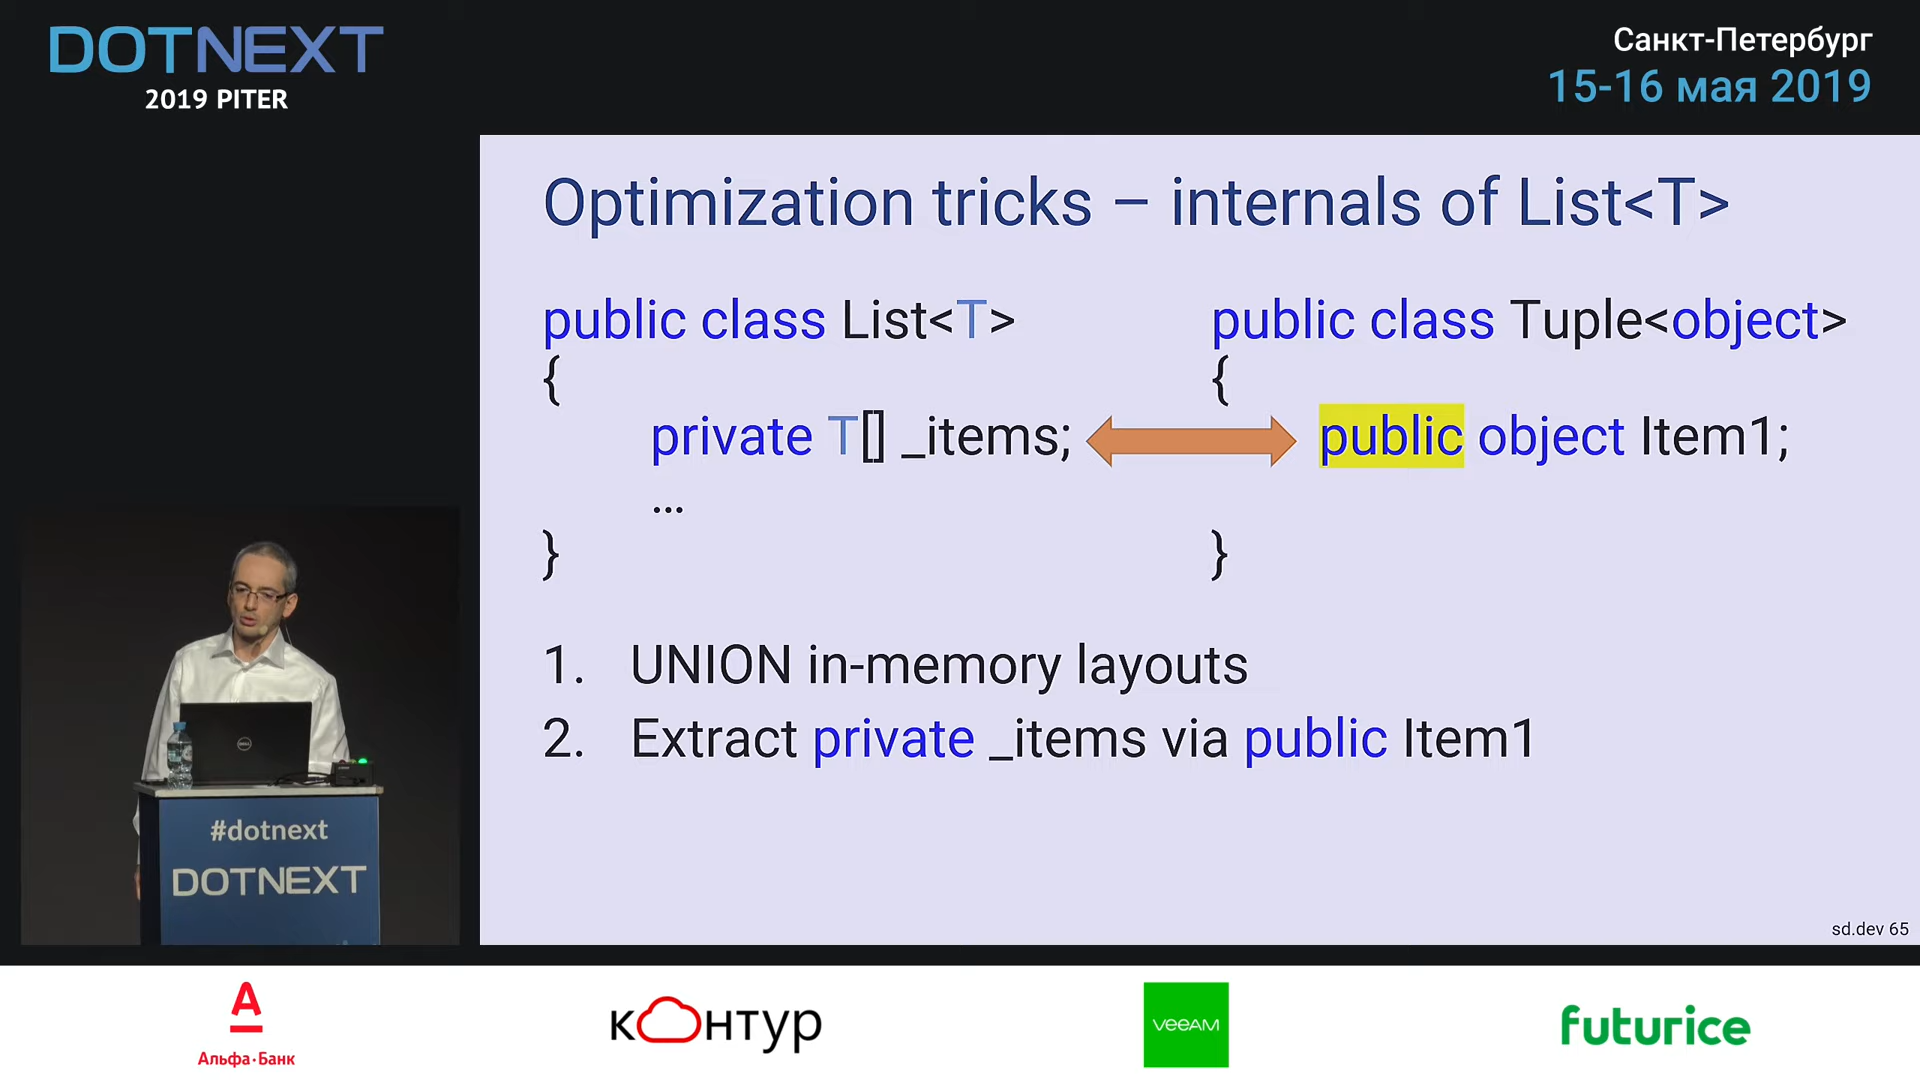 DOTNEXT
2019 PITER
Санкт-Петербург
15-16 мая 2019
Optimization tricks – internals of List<T>
public class List<T>
{
private T[] _items;
...
}
public class Tuple<object>
{
public object Item1;
}
1. UNION in-memory layouts
2. Extract private _items via public Item1
sd.dev 65
#dotnext
DOTNEXT
DELL
А
Альфа·Банк
контур
veeAM
futurice